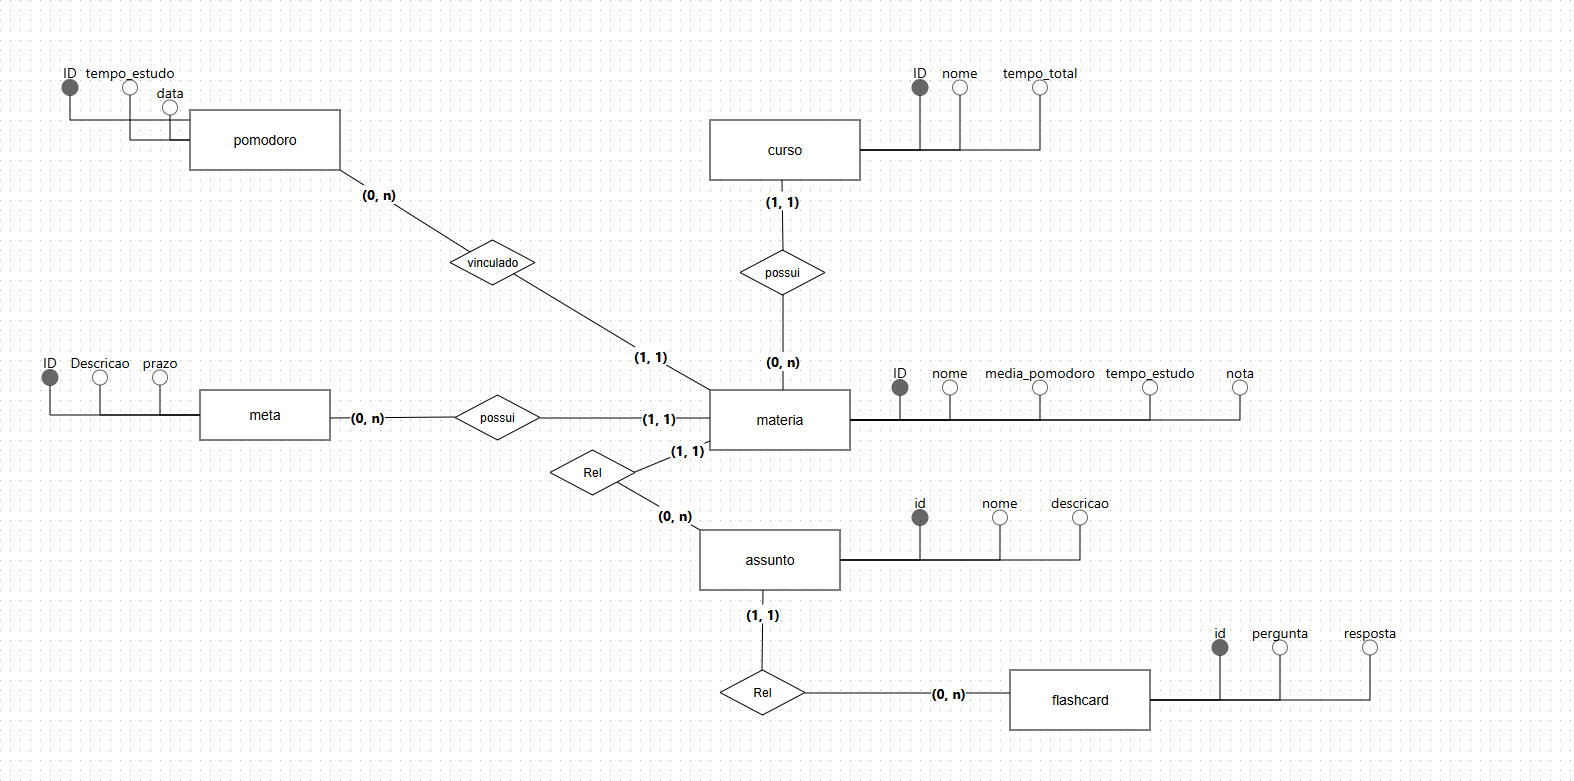 ID tempo_estudo
data
pomodoro
(0, n)
vinculado
(1, 1)
ID nome tempo_total
curso
(1, 1)
possui
(0, n)
ID Descricao prazo
meta
(0, n)
possui
(1, 1)
materia
ID nome media_pomodoro tempo_estudo nota
(1, 1)
Rel
(0, n)
id nome descricao
assunto
(1, 1)
Rel
(0, n)
id pergunta resposta
flashcard